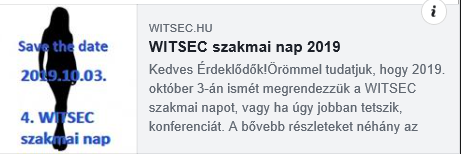 Save the date
2019.10.03.
4. WITSEC
szakmai nap
WITSEC.HU
WITSEC szakmai nap 2019
Kedves Érdeklődők!Örömmel tudatjuk, hogy 2019.
október 3-án ismét megrendezzük a WITSEC
szakmai napot, vagy ha úgy jobban tetszik,
konferenciát. A bővebb részleteket néhány az
i